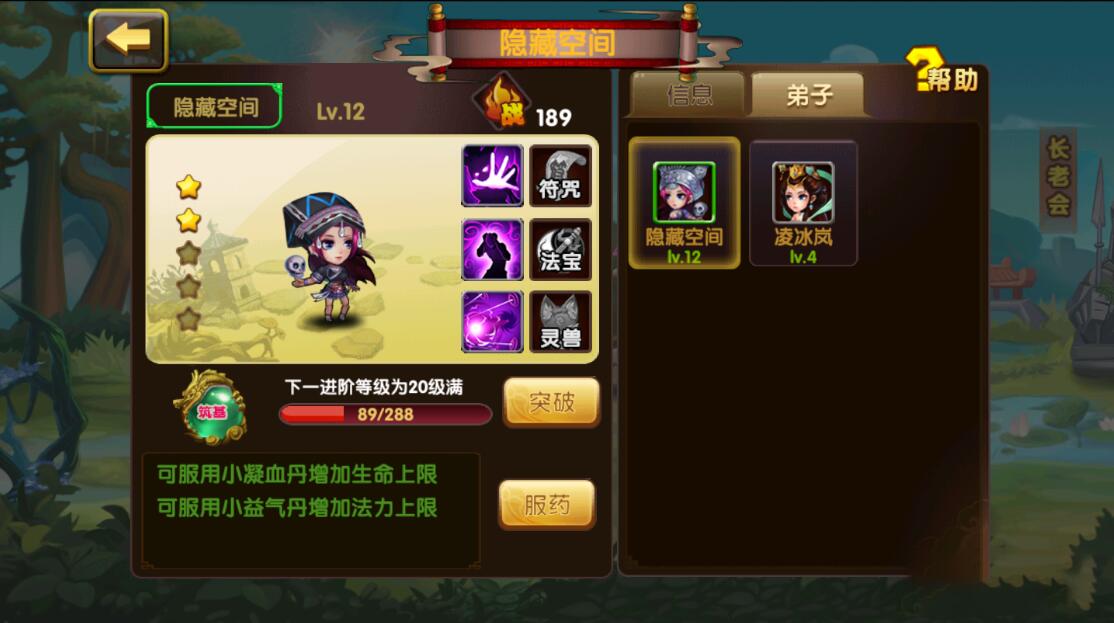 隐藏空间
帮助
隐藏空间
Lv.12
战
189
信息
弟子
符咒
法宝
灵兽
隐藏空间
lv.12
凌冰岚
lv.4
长老会
下一进阶等级为20级满
筑基
89/288
突破
可服用小凝血丹增加生命上限
可服用小益气丹增加法力上限
服药